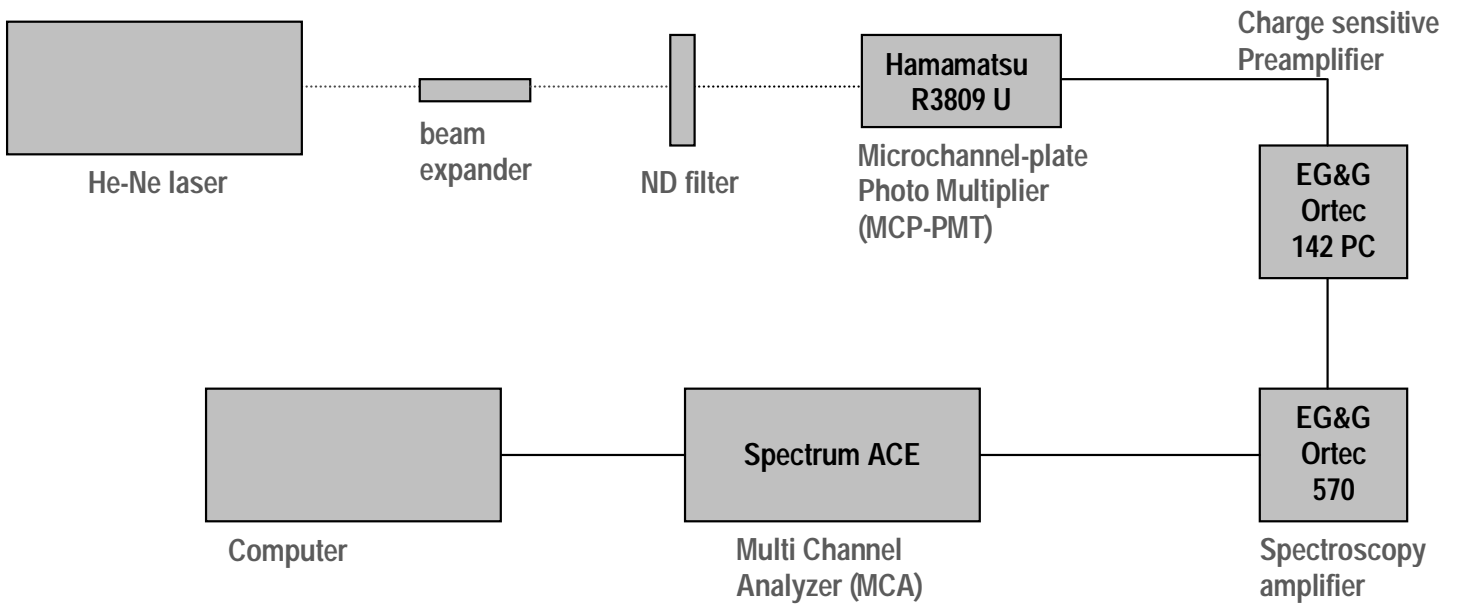 Charge sensitive
Preamplifier
Hamamatsu
R3809 U
beam
expander
He-Ne laser
ND filter
Microchannel-plate
Photo Multiplier
(MCP-PMT)
EG&G
Ortec
142 PC
Spectrum ACE
EG&G
Ortec
570
Computer
Multi Channel
Analyzer (MCA)
Spectroscopy
amplifier